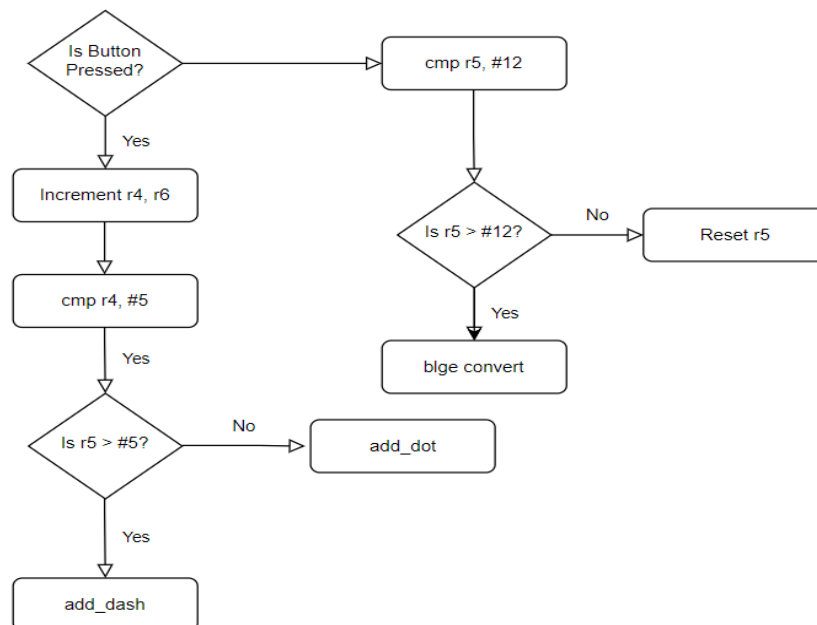 Is Button
Pressed?
cmp r5, #12
Yes
Increment r4, r6
Is r5 > #12?
No
Reset r5
cmp r4, #5
Yes
Yes
blge convert
Is r5 > #5?
No
add_dot
Yes
add_dash